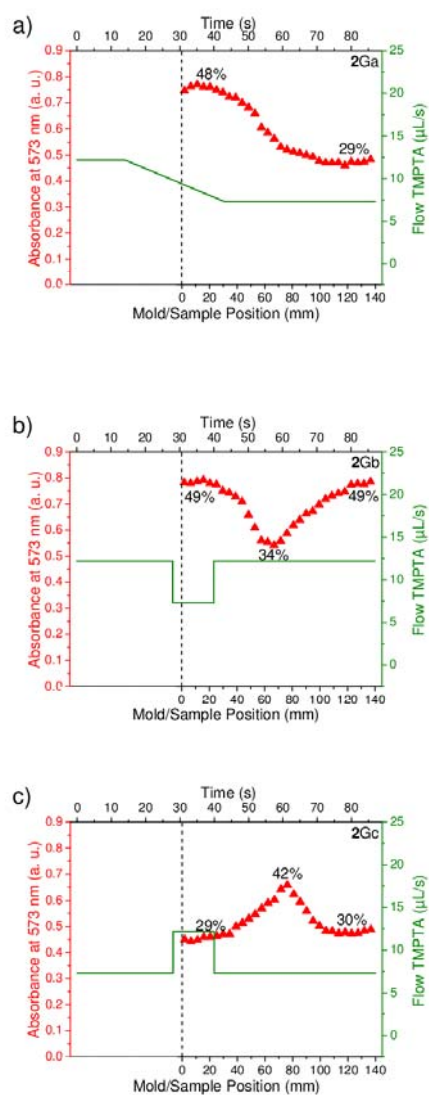 a)
Time (s)
0 10 20 30 40 50 60 70 80
2Ga
48%
29%
0.9
0.8
0.7
0.6
0.5
0.4
0.3
0.2
0.1
0.0
Absorbance at 573 nm (a. u.)
25
20
15
10
5
0
Flow TMPTA (µL/s)
0 20 40 60 80 100 120 140
Mold/Sample Position (mm)
b)
Time (s)
0 10 20 30 40 50 60 70 80
2Gb
49%
49%
34%
0.9
0.8
0.7
0.6
0.5
0.4
0.3
0.2
0.1
0.0
Absorbance at 573 nm (a. u.)
25
20
15
10
5
0
Flow TMPTA (µL/s)
0 20 40 60 80 100 120 140
Mold/Sample Position (mm)
c)
Time (s)
0 10 20 30 40 50 60 70 80
2Gc
42%
29%
30%
0.9
0.8
0.7
0.6
0.5
0.4
0.3
0.2
0.1
0.0
Absorbance at 573 nm (a. u.)
25
20
15
10
5
0
Flow TMPTA (µL/s)
0 20 40 60 80 100 120 140
Mold/Sample Position (mm)